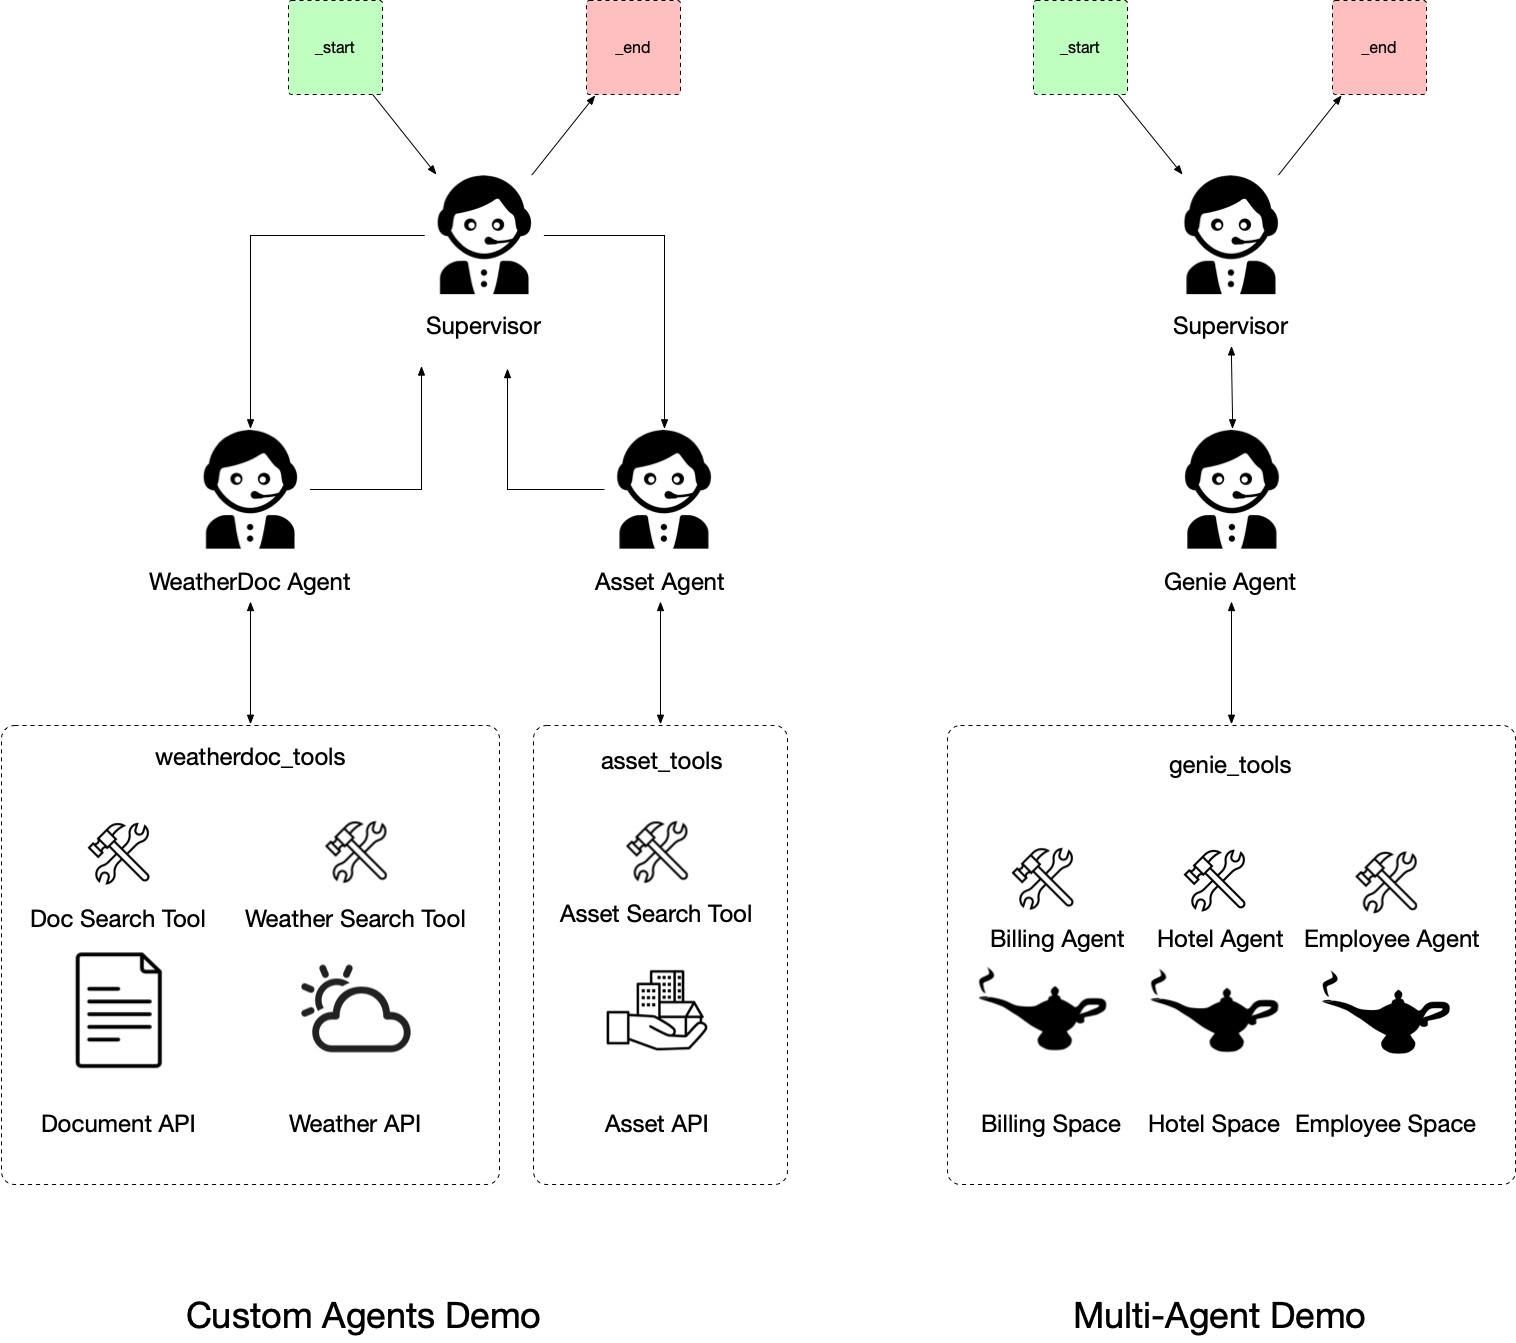 _start
_end
Supervisor
WeatherDoc Agent
Asset Agent
weatherdoc_tools
asset_tools
Doc Search Tool
Weather Search Tool
Asset Search Tool
Document API
Weather API
Asset API
Custom Agents Demo
_start
_end
Supervisor
Genie Agent
genie_tools
Billing Agent
Hotel Agent
Employee Agent
Billing Space
Hotel Space
Employee Space
Multi-Agent Demo